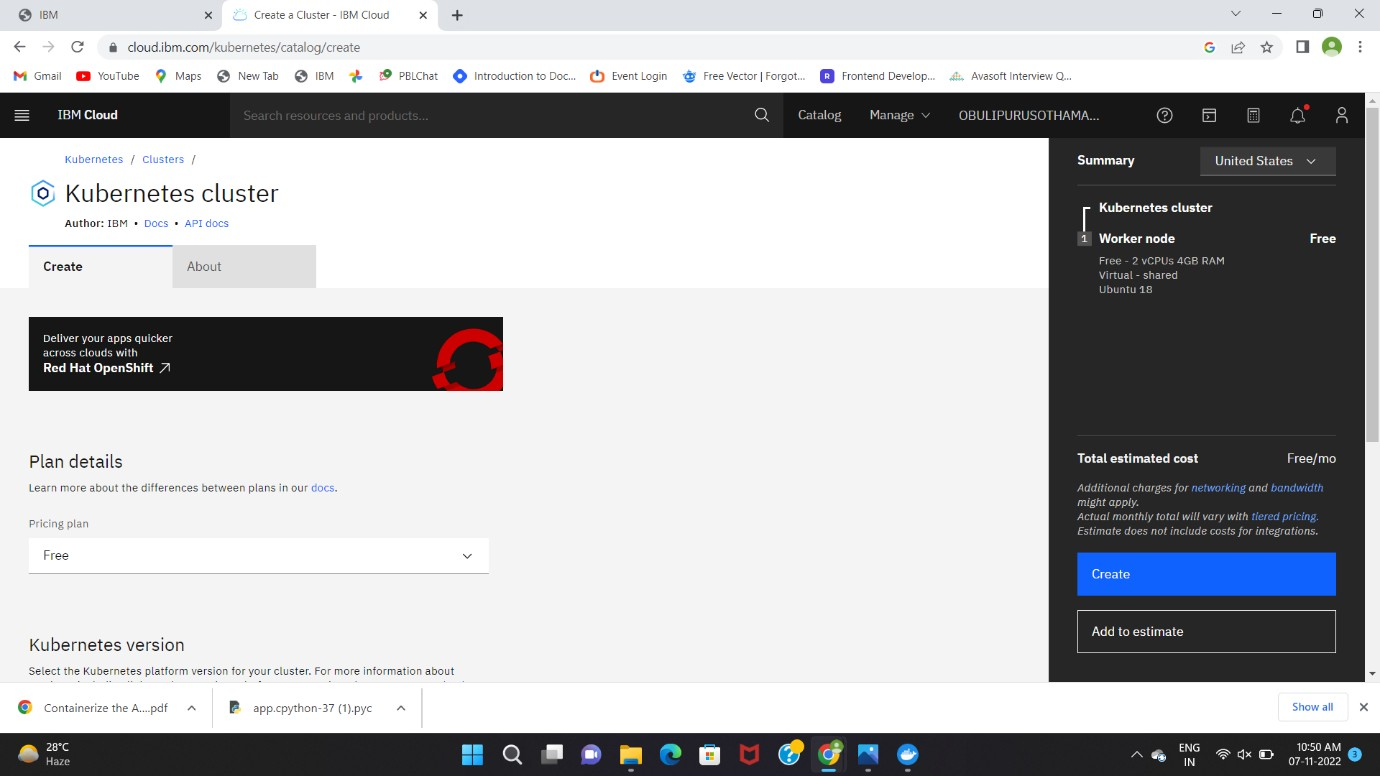 IBM
Create a Cluster - IBM Cloud
cloud.ibm.com/kubernetes/catalog/create
Gmail
YouTube
Maps
New Tab
IBM
PBLChat
Introduction to Doc...
Event Login
Free Vector | Forgot...
Frontend Develop...
Avasoft Interview Q...
IBM Cloud
Search resources and products...
Catalog
Manage
OBULIPURUSOTHAMA...
Kubernetes / Clusters /
Kubernetes cluster
Author: IBM • Docs • API docs
Create
About
Deliver your apps quicker
across clouds with
Red Hat OpenShift
Plan details
Learn more about the differences between plans in our docs.
Pricing plan
Free
Kubernetes version
Select the Kubernetes platform version for your cluster. For more information about
Summary
United States
Kubernetes cluster
1 Worker node Free
Free - 2 vCPUs 4GB RAM
Virtual - shared
Ubuntu 18
Total estimated cost Free/mo
Additional charges for networking and bandwidth
might apply.
Actual monthly total will vary with tiered pricing.
Estimate does not include costs for integrations.
Create
Add to estimate
Containerize the A....pdf
app.cpython-37 (1).pyc
Show all
28°C
Haze
ENG
IN
10:50 AM
07-11-2022
3